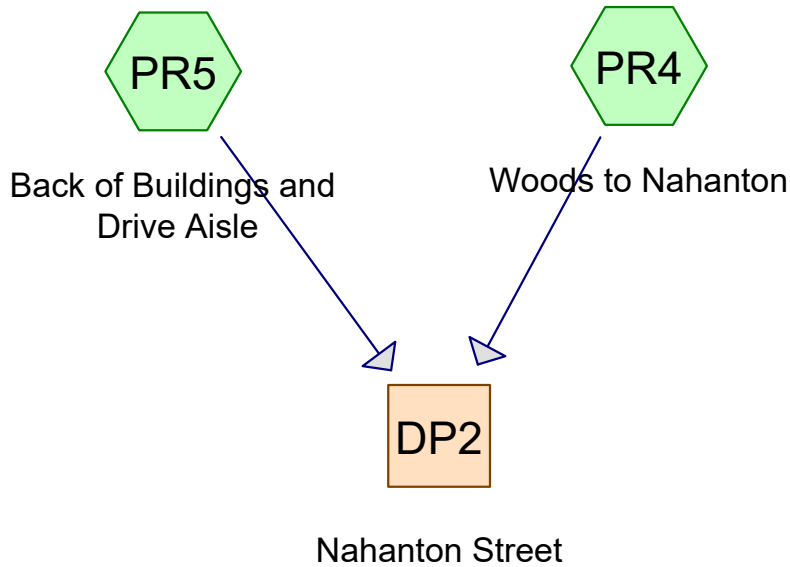 PR5
PR4
Back of Buildings and
Drive Aisle
Woods to Nahanton
DP2
Nahanton Street